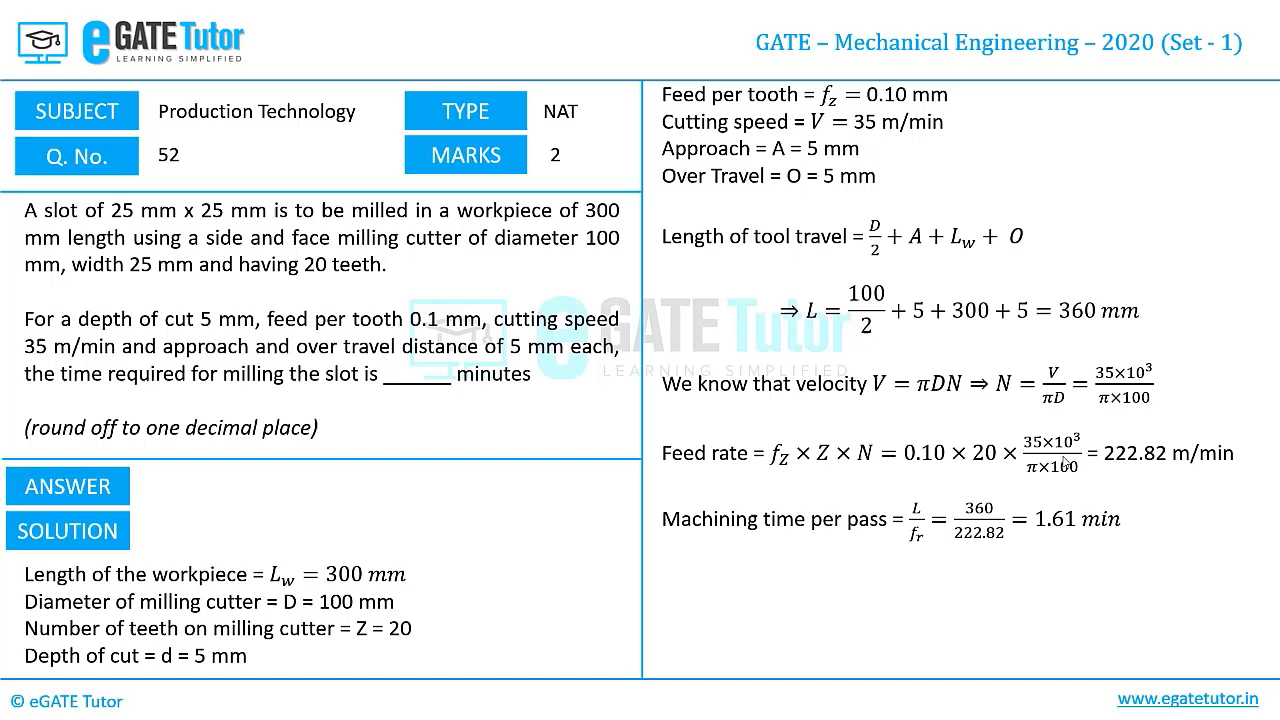 eGATE Tutor
LEARNING SIMPLIFIED
GATE – Mechanical Engineering – 2020 (Set - 1)
SUBJECT Production Technology TYPE NAT
Q. No. 52 MARKS 2
A slot of 25 mm x 25 mm is to be milled in a workpiece of 300
mm length using a side and face milling cutter of diameter 100
mm, width 25 mm and having 20 teeth.
For a depth of cut 5 mm, feed per tooth 0.1 mm, cutting speed
35 m/min and approach and over travel distance of 5 mm each,
the time required for milling the slot is _______ minutes
(round off to one decimal place)
ANSWER
SOLUTION
Length of the workpiece = L_w = 300 mm
Diameter of milling cutter = D = 100 mm
Number of teeth on milling cutter = Z = 20
Depth of cut = d = 5 mm
Feed per tooth = f_z = 0.10 mm
Cutting speed = V = 35 m/min
Approach = A = 5 mm
Over Travel = O = 5 mm
Length of tool travel = D/2 + A + L_w + O
⇒ L = 100/2 + 5 + 300 + 5 = 360 mm
eGATE Tutor
LEARNING SIMPLIFIED
We know that velocity V = πDN ⇒ N = V/πD = 35×10³/π×100
Feed rate = f_Z × Z × N = 0.10 × 20 × 35×10³/π×100 = 222.82 m/min
Machining time per pass = L/f_r = 360/222.82 = 1.61 min
© eGATE Tutor
www.egatetutor.in